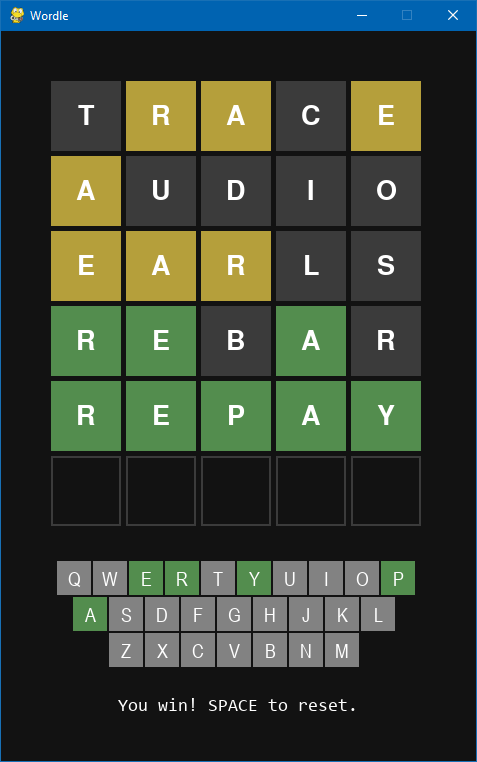 Wordle
T R A C E
A U D I O
E A R L S
R E B A R
R E P A Y
Q W E R T Y U I O P
A S D F G H J K L
Z X C V B N M
You win! SPACE to reset.